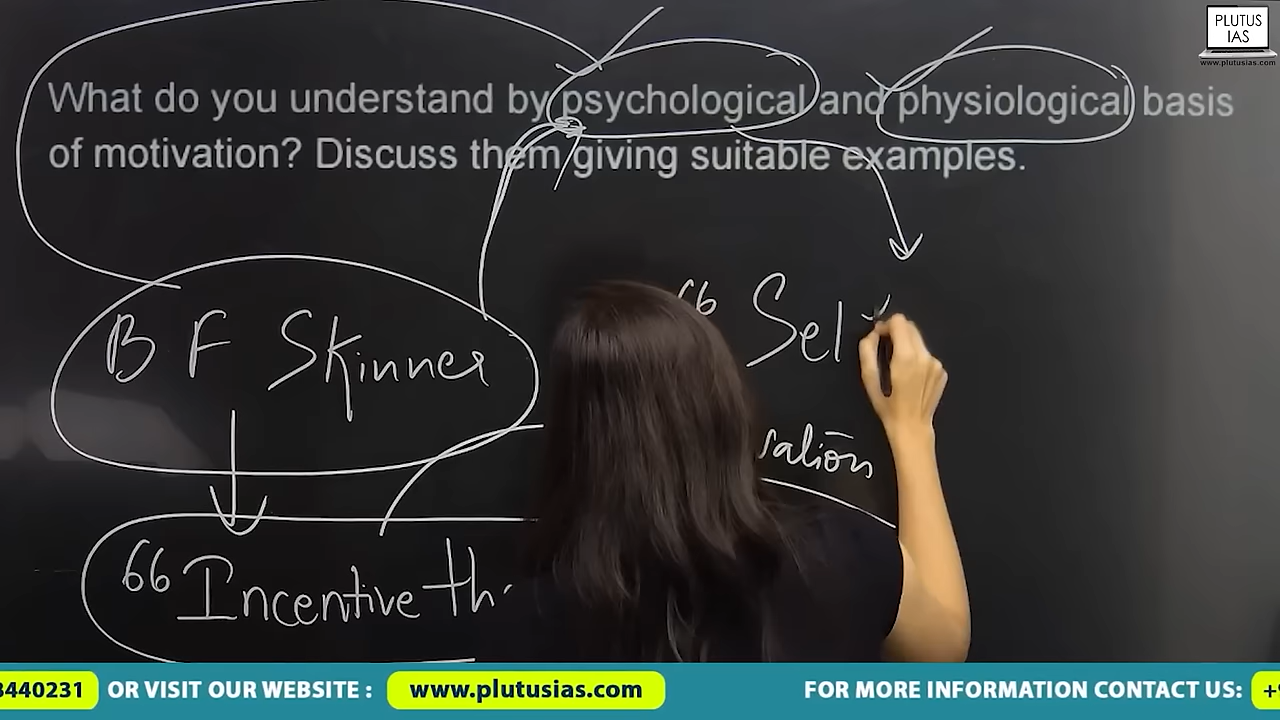 PLUTUS
IAS
www.plutusias.com
What do you understand by psychological and physiological basis
of motivation? Discuss them giving suitable examples.
B F Skinner
66 Sel
66 Incentive th
OR VISIT OUR WEBSITE : www.plutusias.com FOR MORE INFORMATION CONTACT US: